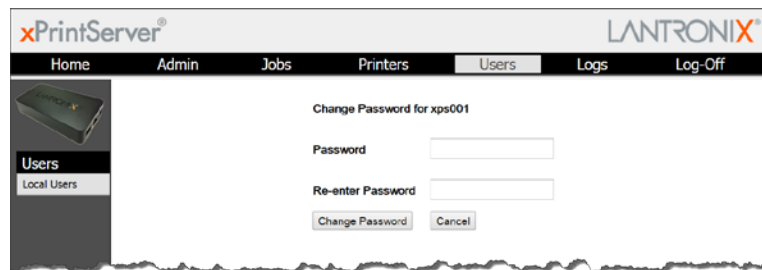 xPrintServer®
LANTRONIX®
Home Admin Jobs Printers Users Logs Log-Off
LANTRONIX
Change Password for xps001
Password
Users
Local Users
Re-enter Password
Change Password Cancel